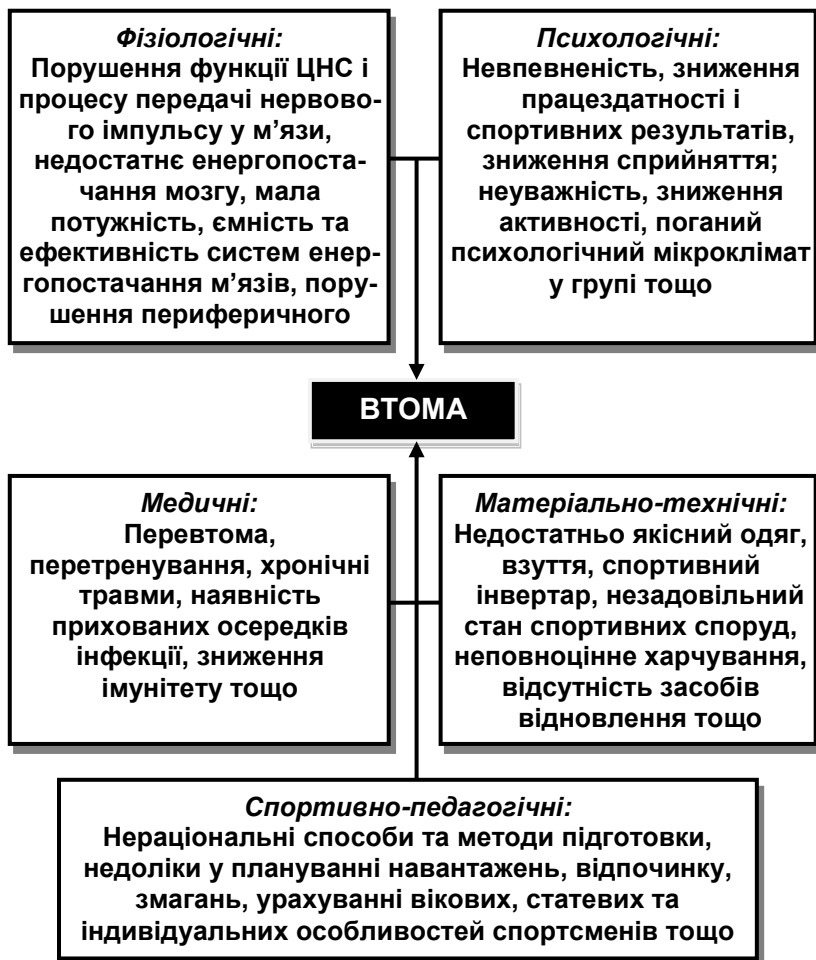 Фізіологічні:
Порушення функції ЦНС і
процесу передачі нервово-
го імпульсу у м’язи,
недостатнє енергопоста-
чання мозгу, мала
потужність, ємність та
ефективність систем енер-
гопостачання м’язів, пору-
шення периферичного
Психологічні:
Невпевненість, зниження
працездатності і
спортивних результатів,
зниження сприйняття;
неуважність, зниження
активності, поганий
психологічний мікроклімат
у групі тощо
ВТОМА
Медичні:
Перевтома,
перетренування, хронічні
травми, наявність
прихованих осередків
інфекції, зниження
імунітету тощо
Матеріально-технічні:
Недостатньо якісний одяг,
взуття, спортивний
інвертар, незадовільний
стан спортивних споруд,
неповноцінне харчування,
відсутність засобів
відновлення тощо
Спортивно-педагогічні:
Нераціональні способи та методи підготовки,
недоліки у плануванні навантажень, відпочинку,
змагань, урахуванні вікових, статевих та
індивідуальних особливостей спортсменів тощо